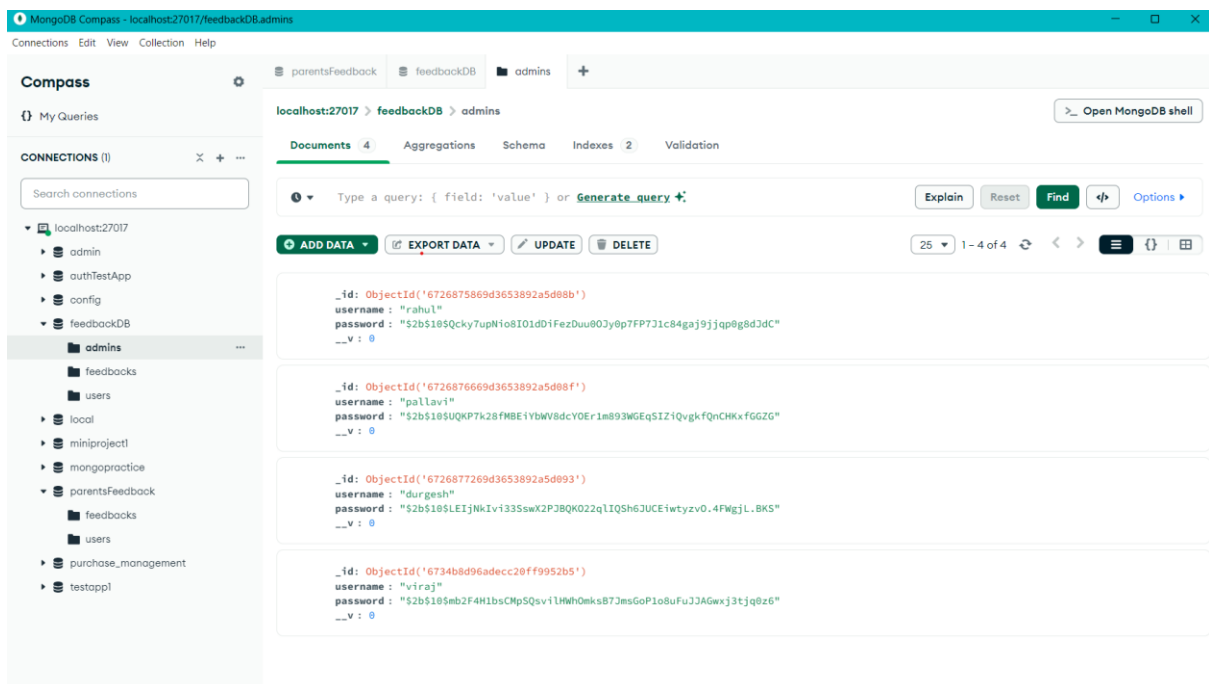 MongoDB Compass - localhost:27017/feedbackDB.admins
Connections Edit View Collection Help
Compass
{} My Queries
CONNECTIONS (1)
Search connections
localhost:27017
admin
authTestApp
config
feedbackDB
admins
feedbacks
users
local
miniproject1
mongopractice
parentsFeedback
feedbacks
users
purchase_management
testapp1
parentsFeedback feedbackDB admins +
localhost:27017 > feedbackDB > admins
>_ Open MongoDB shell
Documents 4 Aggregations Schema Indexes 2 Validation
Type a query: { field: 'value' } or Generate query
Explain Reset Find </> Options
ADD DATA EXPORT DATA UPDATE DELETE
25 1 – 4 of 4 {}
_id: ObjectId('6726875869d3653892a5d08b')
username : "rahul"
password : "$2b$10$Qcky7upNio8IO1dDiFezDuu0OJy0p7FP7J1c84gaj9jjqp0g8dJdC"
__v : 0
_id: ObjectId('6726876669d3653892a5d08f')
username : "pallavi"
password : "$2b$10$UQKP7k28fMBEiYbWV8dcYOEr1m893WGEqSIZiQvgkfQnCHKxfGGZG"
__v : 0
_id: ObjectId('6726877269d3653892a5d093')
username : "durgesh"
password : "$2b$10$LEIjNkIvi33SswX2PJBQKO22qlIQSh6JUCEiwtyzvO.4FWgjL.BKS"
__v : 0
_id: ObjectId('6734b8d96adecc20ff9952b5')
username : "viraj"
password : "$2b$10$mb2F4H1bsCMpSQsvilHWhOmksB7JmsGoP1o8uFuJJAGwxj3tjq0z6"
__v : 0